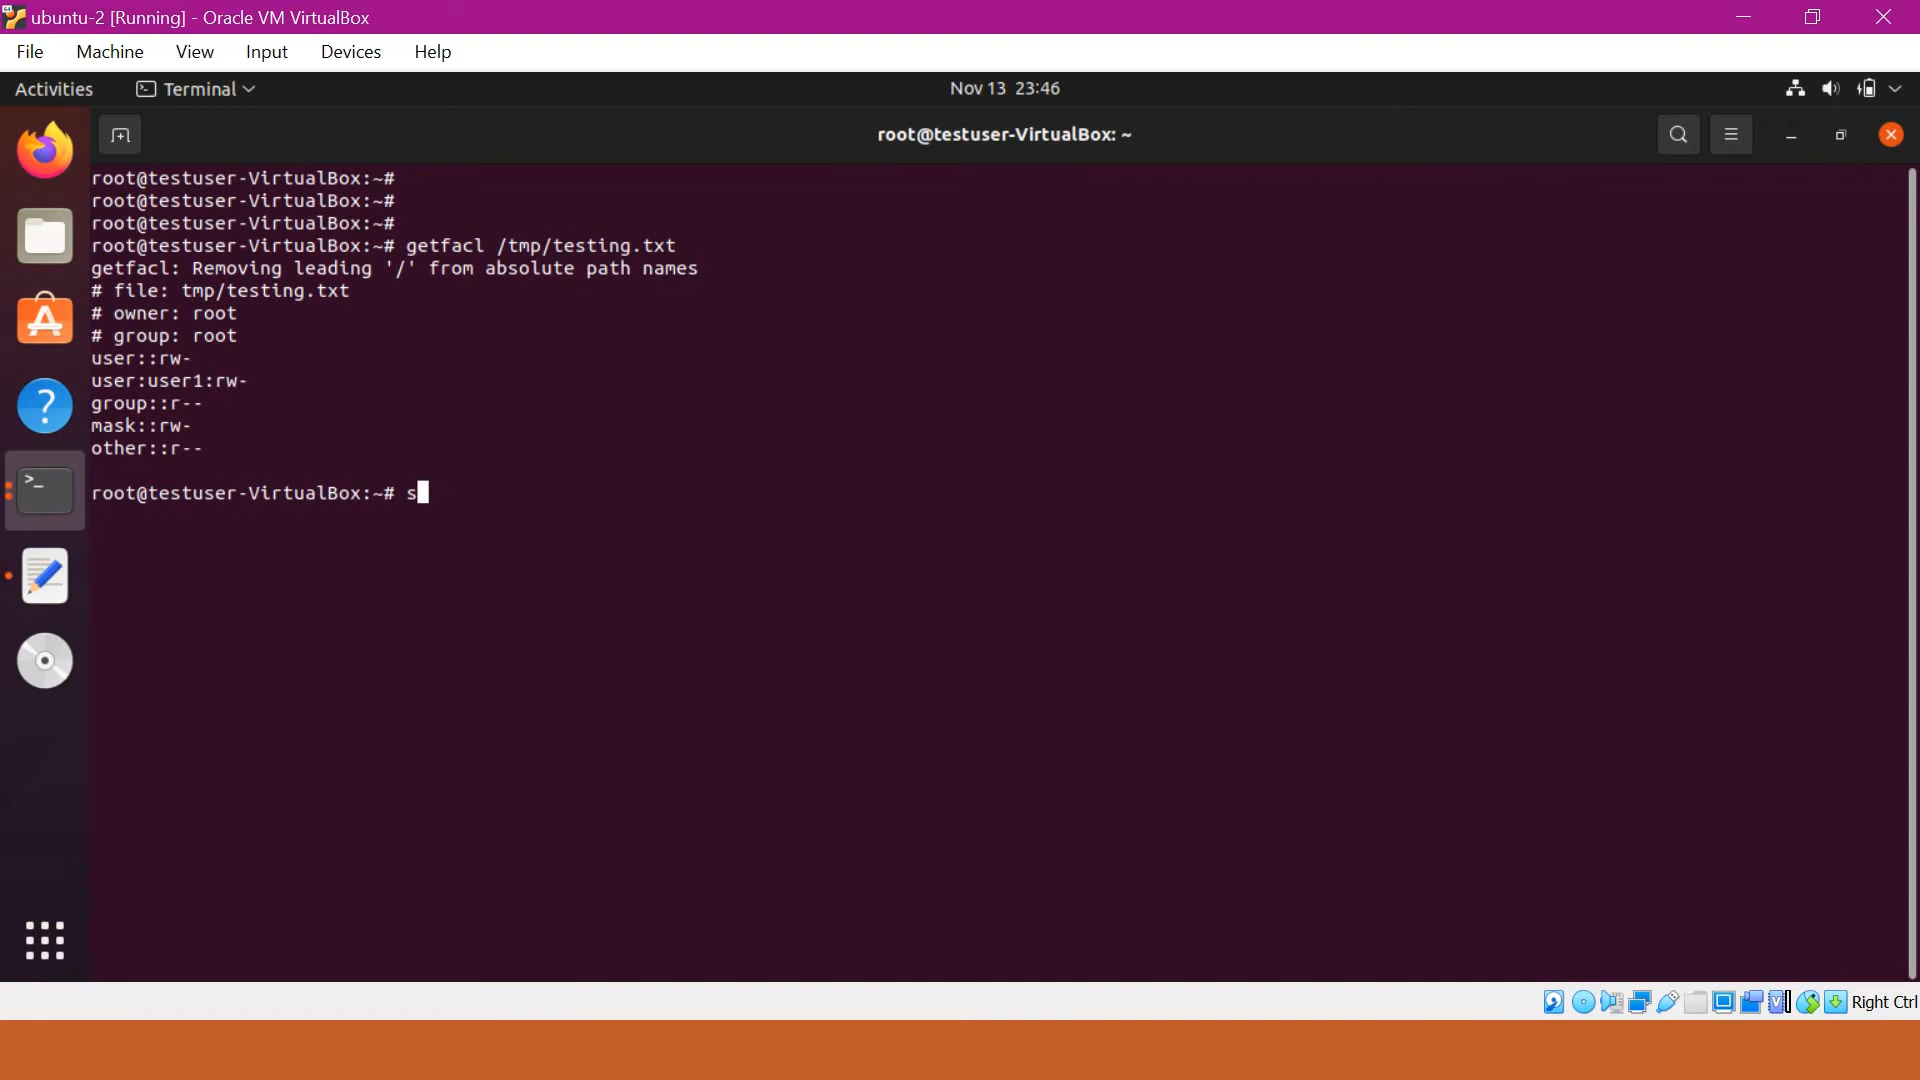 ubuntu-2 [Running] - Oracle VM VirtualBox
File Machine View Input Devices Help
Activities Terminal Nov 13 23:46
root@testuser-VirtualBox: ~
root@testuser-VirtualBox:~#
root@testuser-VirtualBox:~#
root@testuser-VirtualBox:~#
root@testuser-VirtualBox:~# getfacl /tmp/testing.txt
getfacl: Removing leading '/' from absolute path names
# file: tmp/testing.txt
# owner: root
# group: root
user::rw-
user:user1:rw-
group::r--
mask::rw-
other::r--
root@testuser-VirtualBox:~# s
Right Ctrl